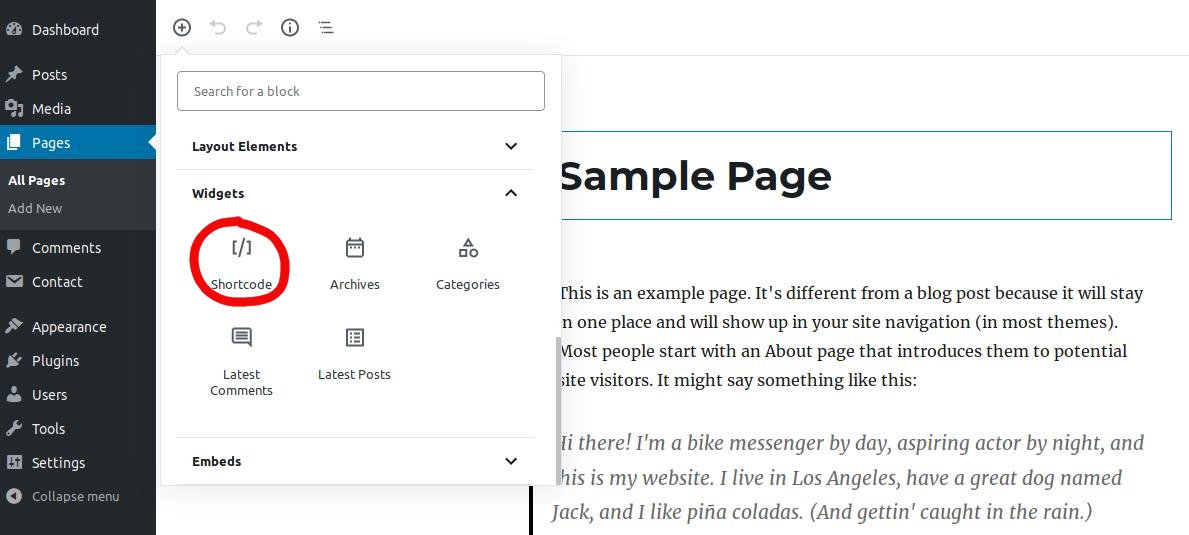 Dashboard
Posts
Media
Pages
All Pages
Add New
Comments
Contact
Appearance
Plugins
Users
Tools
Settings
Collapse menu
Search for a block
Layout Elements
Widgets
Shortcode
Archives
Categories
Latest
Comments
Latest Posts
Embeds
Sample Page
This is an example page. It's different from a blog post because it will stay
in one place and will show up in your site navigation (in most themes).
Most people start with an About page that introduces them to potential
site visitors. It might say something like this:
Hi there! I'm a bike messenger by day, aspiring actor by night, and
this is my website. I live in Los Angeles, have a great dog named
Jack, and I like piña coladas. (And gettin' caught in the rain.)